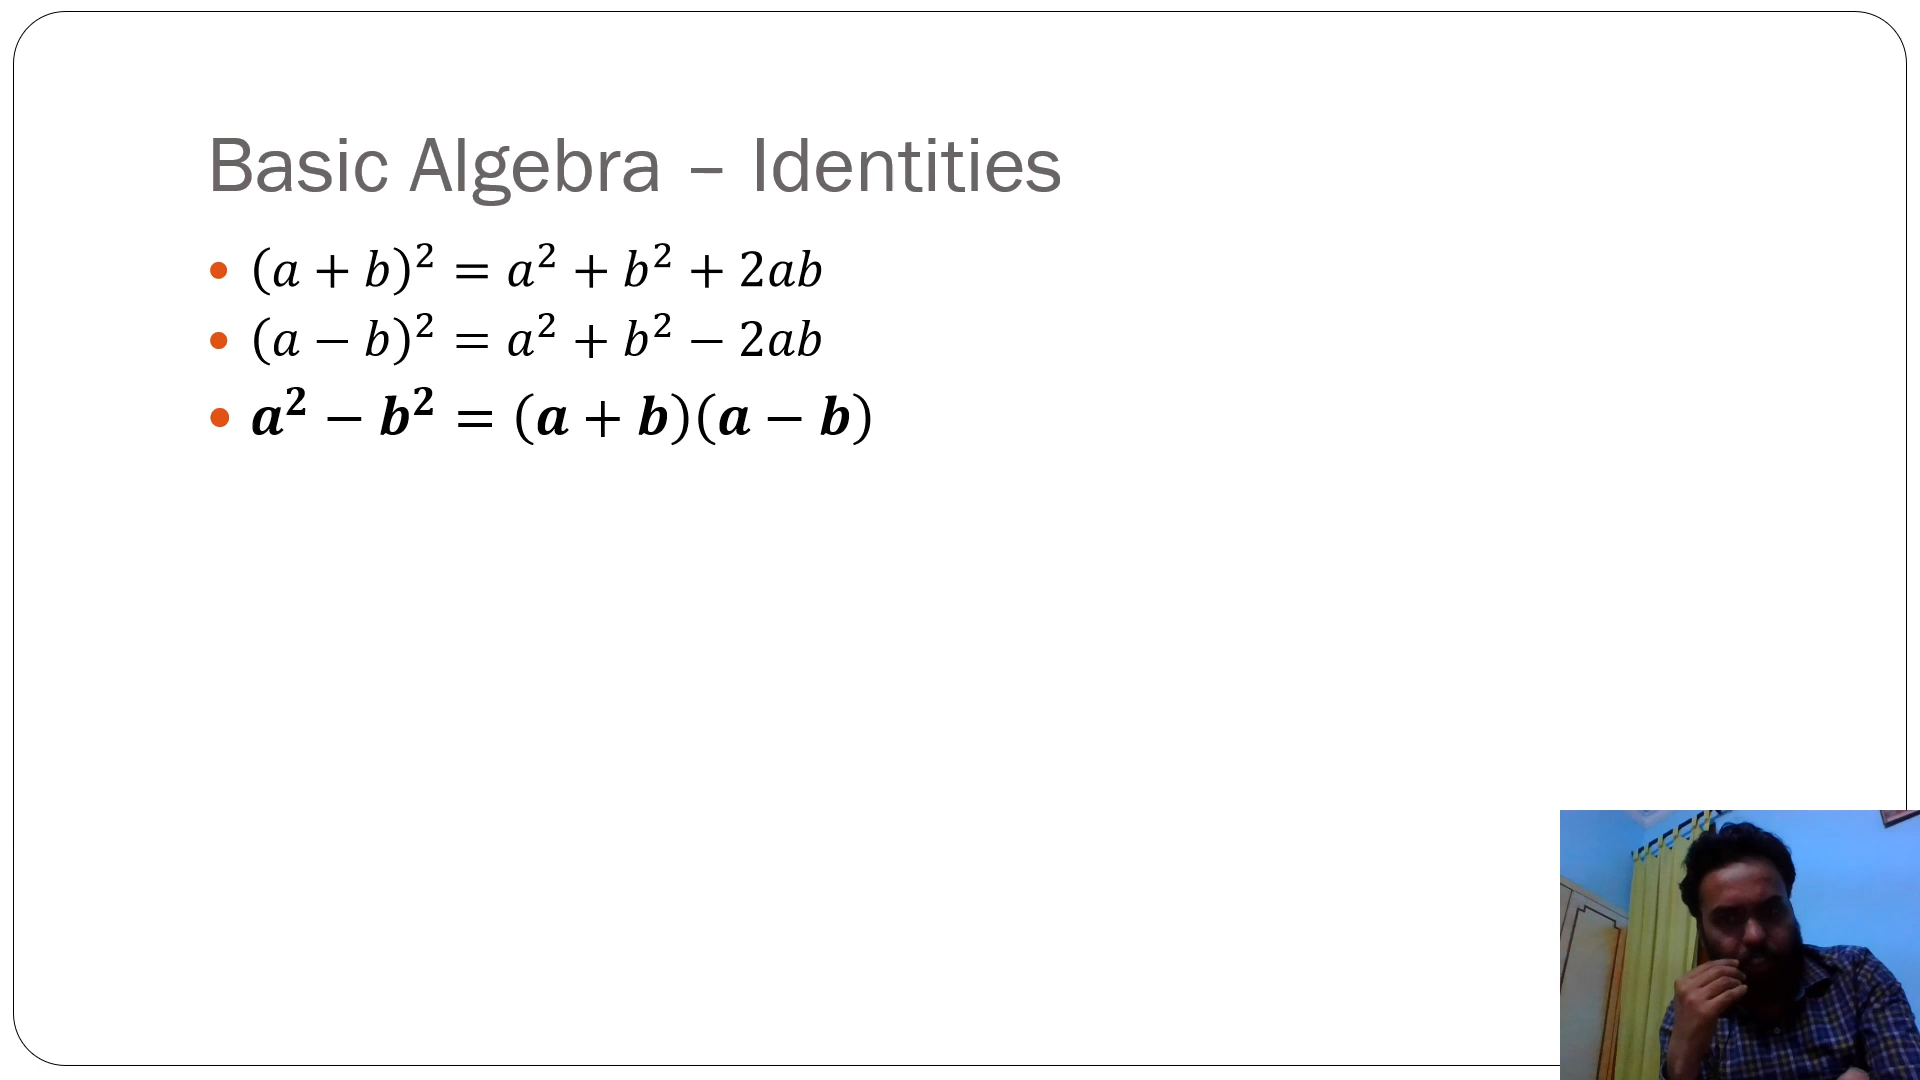 Basic Algebra – Identities
• (a + b)² = a² + b² + 2ab
• (a − b)² = a² + b² − 2ab
• a² − b² = (a + b)(a − b)